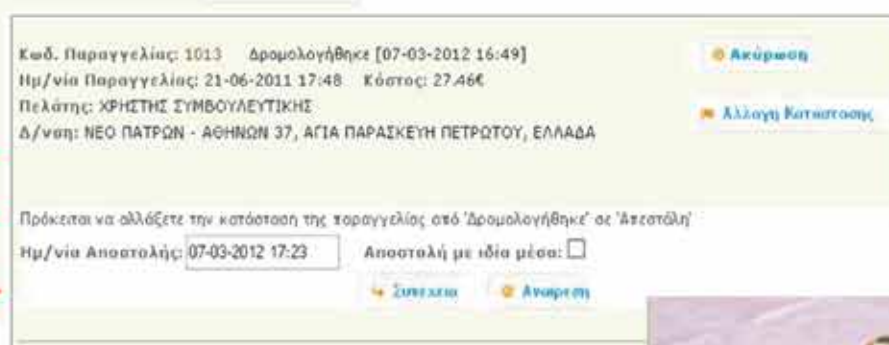 Κωδ. Παραγγελίας: 1013 Δρομολογήθηκε [07-03-2012 16:49]
Ακύρωση
Ημ/νία Παραγγελίας: 21-06-2011 17:48 Κόστος: 27.46€
Πελάτης: ΧΡΗΣΤΗΣ ΣΥΜΒΟΥΛΕΥΤΙΚΗΣ
Αλλαγή Κατάστασης
Δ/νση: ΝΕΟ ΠΑΤΡΩΝ - ΑΘΗΝΩΝ 37, ΑΓΙΑ ΠΑΡΑΣΚΕΥΗ ΠΕΤΡΩΤΟΥ, ΕΛΛΑΔΑ
Πρόκειται να αλλάξετε την κατάσταση της παραγγελίας από 'Δρομολογήθηκε' σε 'Απεστάλη'
Ημ/νία Αποστολής: 07-03-2012 17:23 Αποστολή με ίδια μέσα:
Συνέχεια Αναίρεση